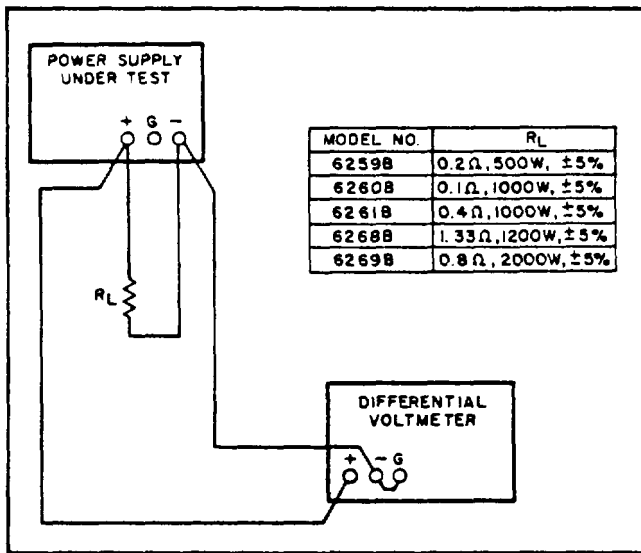 POWER SUPPLY
UNDER TEST
+ G -
MODEL NO. RL
6259B 0.2Ω,500W, ±5%
6260B 0.1Ω,1000W, ±5%
6261B 0.4Ω,1000W, ±5%
6268B 1.33Ω,1200W,±5%
6269B 0.8Ω, 2000W,±5%
RL
DIFFERENTIAL
VOLTMETER
+ - G